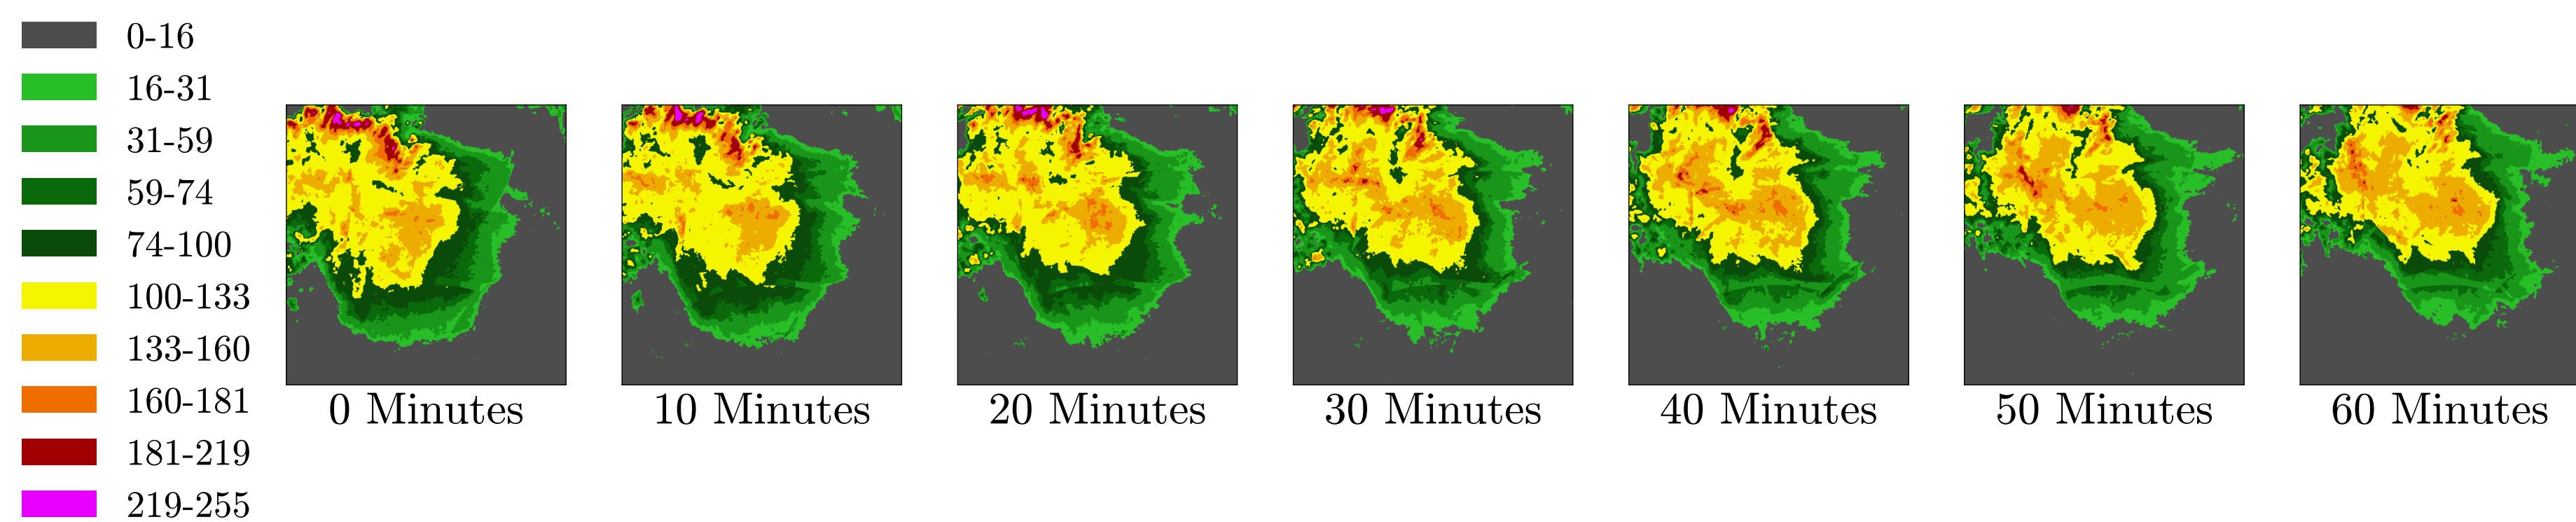 0-16
16-31
31-59
59-74
74-100
100-133
133-160
160-181
181-219
219-255
0 Minutes
10 Minutes
20 Minutes
30 Minutes
40 Minutes
50 Minutes
60 Minutes